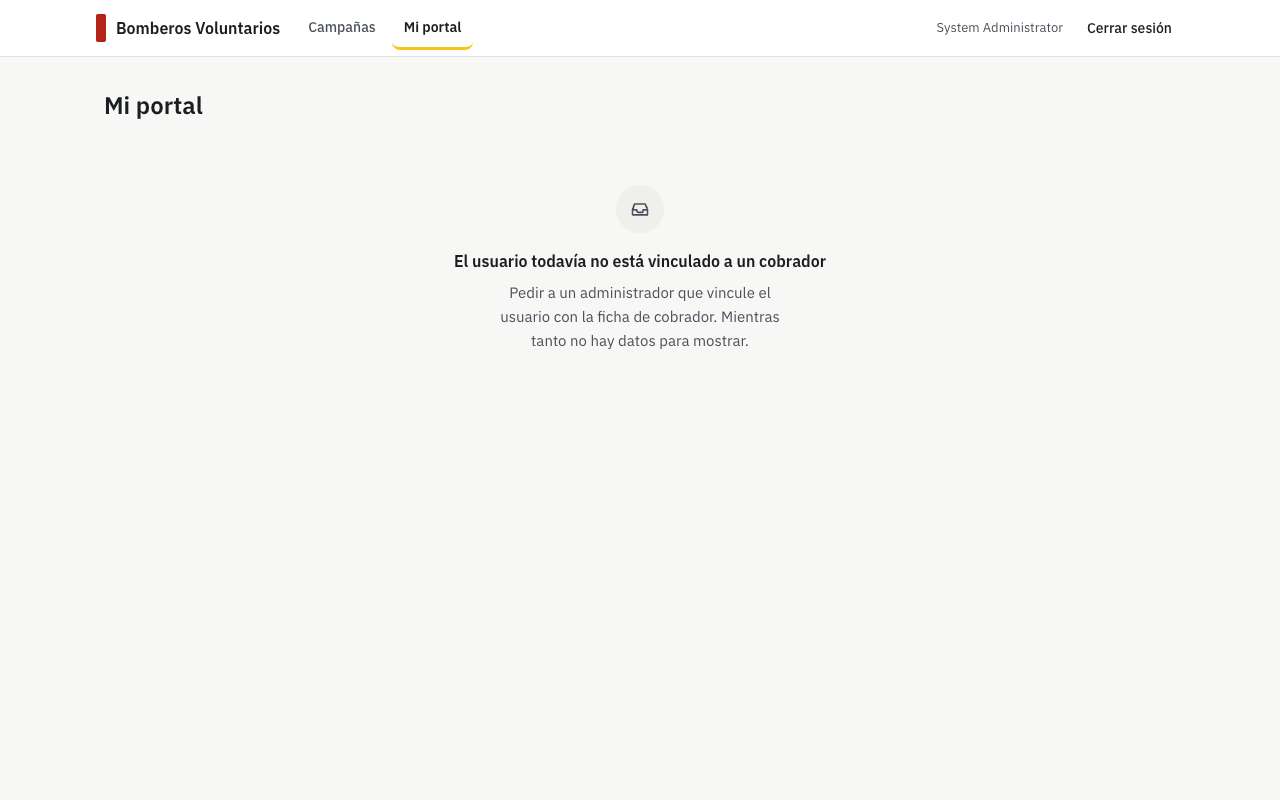 Bomberos Voluntarios
Campañas
Mi portal
System Administrator
Cerrar sesión
Mi portal
El usuario todavía no está vinculado a un cobrador
Pedir a un administrador que vincule el
usuario con la ficha de cobrador. Mientras
tanto no hay datos para mostrar.